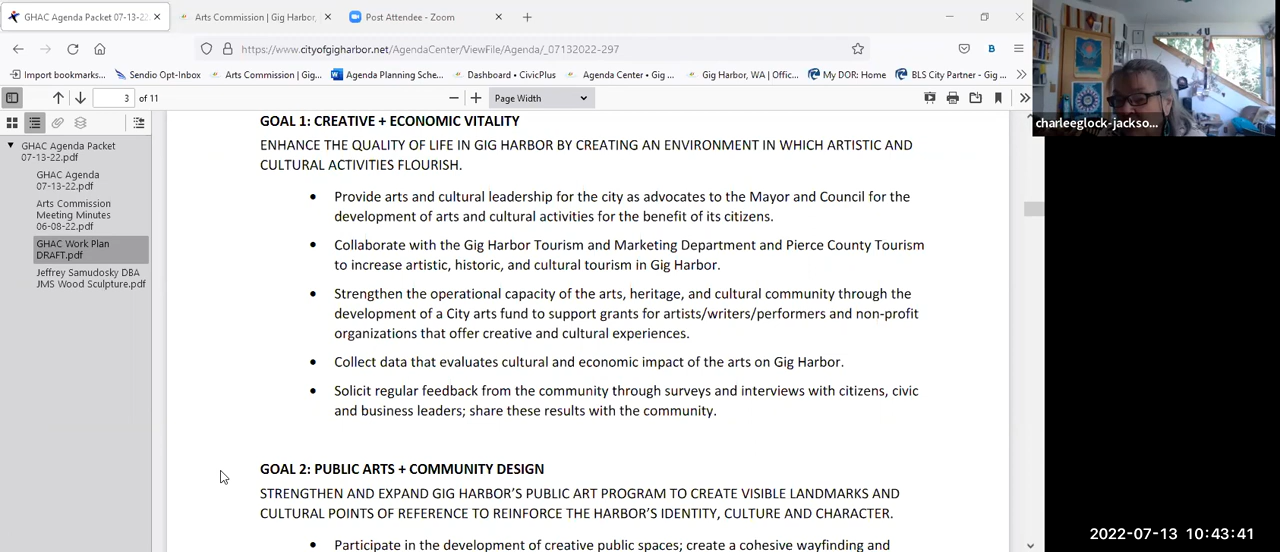 GHAC Agenda Packet 07-13-22.
Arts Commission | Gig Harbor,
Post Attendee - Zoom
https://www.cityofgigharbor.net/AgendaCenter/ViewFile/Agenda/_07132022-297
Import bookmarks...
Sendio Opt-Inbox
Arts Commission | Gig...
Agenda Planning Sche...
Dashboard • CivicPlus
Agenda Center • Gig ...
Gig Harbor, WA | Offic...
My DOR: Home
BLS City Partner - Gig ...
3 of 11
Page Width
GHAC Agenda Packet
07-13-22.pdf
GHAC Agenda
07-13-22.pdf
Arts Commission
Meeting Minutes
06-08-22.pdf
GHAC Work Plan
DRAFT.pdf
Jeffrey Samudosky DBA
JMS Wood Sculpture.pdf
GOAL 1: CREATIVE + ECONOMIC VITALITY
ENHANCE THE QUALITY OF LIFE IN GIG HARBOR BY CREATING AN ENVIRONMENT IN WHICH ARTISTIC AND
CULTURAL ACTIVITIES FLOURISH.
• Provide arts and cultural leadership for the city as advocates to the Mayor and Council for the
development of arts and cultural activities for the benefit of its citizens.
• Collaborate with the Gig Harbor Tourism and Marketing Department and Pierce County Tourism
to increase artistic, historic, and cultural tourism in Gig Harbor.
• Strengthen the operational capacity of the arts, heritage, and cultural community through the
development of a City arts fund to support grants for artists/writers/performers and non-profit
organizations that offer creative and cultural experiences.
• Collect data that evaluates cultural and economic impact of the arts on Gig Harbor.
• Solicit regular feedback from the community through surveys and interviews with citizens, civic
and business leaders; share these results with the community.
GOAL 2: PUBLIC ARTS + COMMUNITY DESIGN
STRENGTHEN AND EXPAND GIG HARBOR'S PUBLIC ART PROGRAM TO CREATE VISIBLE LANDMARKS AND
CULTURAL POINTS OF REFERENCE TO REINFORCE THE HARBOR'S IDENTITY, CULTURE AND CHARACTER.
• Participate in the development of creative public spaces; create a cohesive wayfinding and
charleeglock-jackso...
2022-07-13 10:43:41